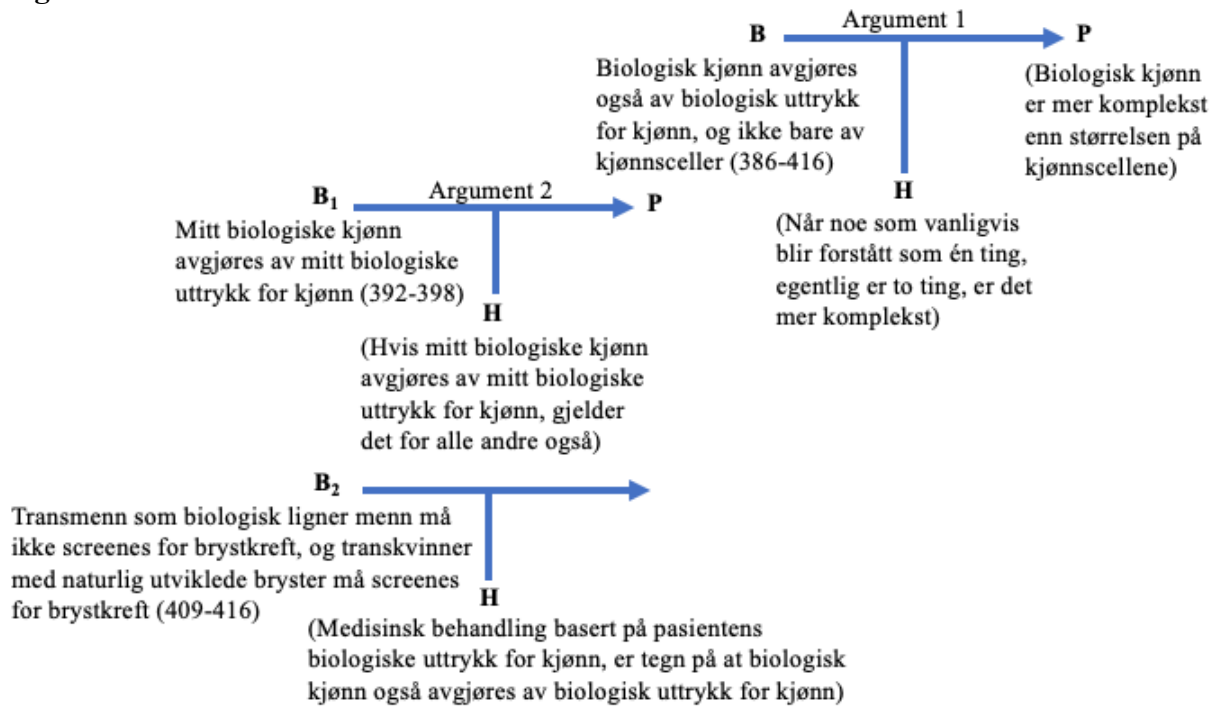 Argument 1
B
P
Biologisk kjønn avgjøres
også av biologisk uttrykk
for kjønn, og ikke bare av
kjønnsceller (386-416)
(Biologisk kjønn
er mer komplekst
enn størrelsen på
kjønnscellene)
H
(Når noe som vanligvis
blir forstått som én ting,
egentlig er to ting, er det
mer komplekst)
Argument 2
B₁
P
Mitt biologiske kjønn
avgjøres av mitt biologiske
uttrykk for kjønn (392-398)
H
(Hvis mitt biologiske kjønn
avgjøres av mitt biologiske
uttrykk for kjønn, gjelder
det for alle andre også)
B₂
Transmenn som biologisk ligner menn må
ikke screenes for brystkreft, og transkvinner
med naturlig utviklede bryster må screenes
for brystkreft (409-416)
H
(Medisinsk behandling basert på pasientens
biologiske uttrykk for kjønn, er tegn på at biologisk
kjønn også avgjøres av biologisk uttrykk for kjønn)